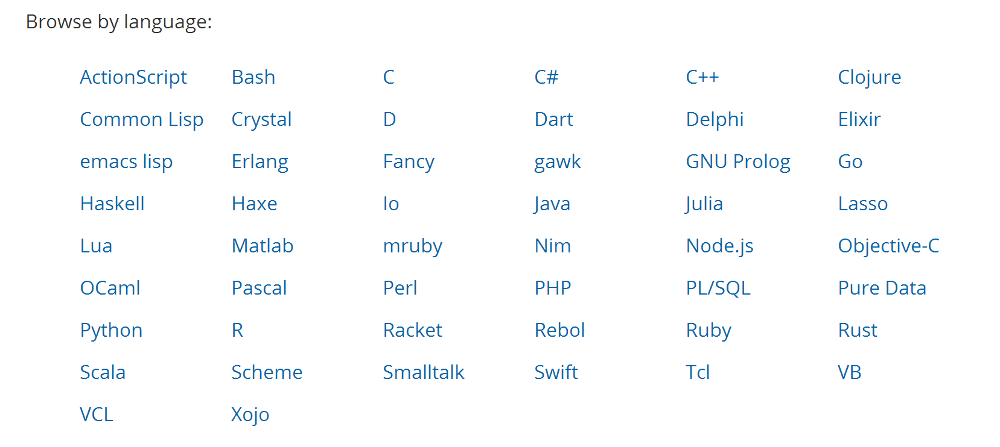 Browse by language:
ActionScript Bash C C# C++ Clojure
Common Lisp Crystal D Dart Delphi Elixir
emacs lisp Erlang Fancy gawk GNU Prolog Go
Haskell Haxe Io Java Julia Lasso
Lua Matlab mruby Nim Node.js Objective-C
OCaml Pascal Perl PHP PL/SQL Pure Data
Python R Racket Rebol Ruby Rust
Scala Scheme Smalltalk Swift Tcl VB
VCL Xojo